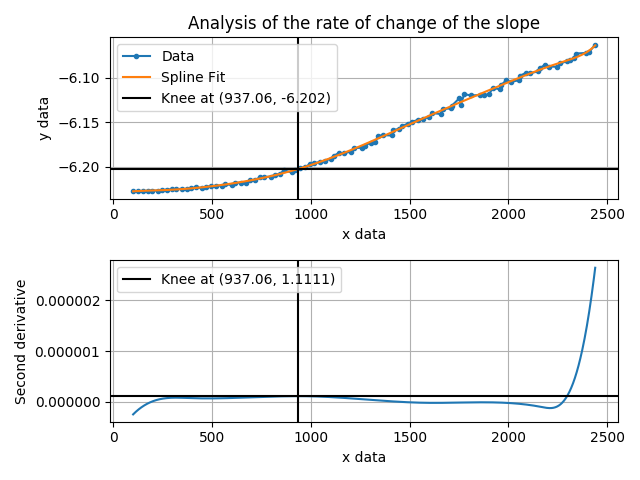 Analysis of the rate of change of the slope
Data
Spline Fit
Knee at (937.06, -6.202)
−6.10
−6.15
−6.20
y data
0 500 1000 1500 2000 2500
x data
Knee at (937.06, 1.1111)
0.000002
0.000001
0.000000
Second derivative
0 500 1000 1500 2000 2500
x data